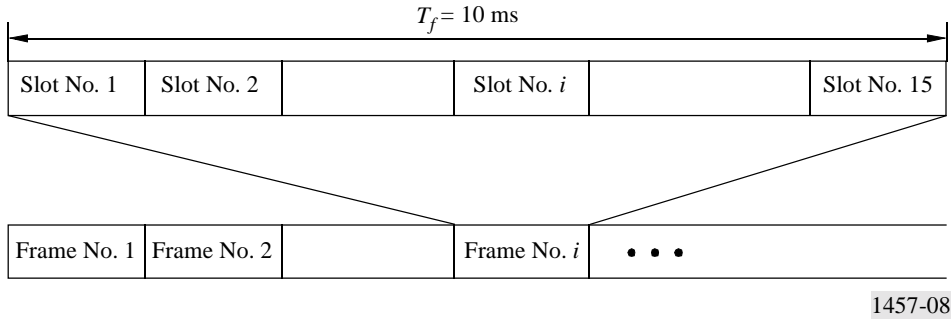 T_f = 10 ms
Slot No. 1 Slot No. 2 Slot No. i Slot No. 15
Frame No. 1 Frame No. 2 Frame No. i • • •
1457-08